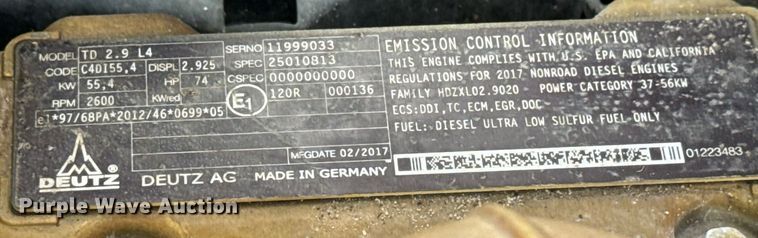 MODEL TD 2.9 L4
CODE C4DI55,4 DISPL 2.925
KW 55,4 HP 74
RPM 2600 KWred
e1*97/68PA*2012/46*0699*05
SERNO 11999033
SPEC 25010813
CSPEC 0000000000
E1 120R 000136
MFGDATE 02/2017
DEUTZ
DEUTZ AG MADE IN GERMANY
EMISSION CONTROL INFORMATION
THIS ENGINE COMPLIES WITH U.S. EPA AND CALIFORNIA
REGULATIONS FOR 2017 NONROAD DIESEL ENGINES
FAMILY HDZXL02.9020 POWER CATEGORY 37-56KW
ECS:DDI,TC,ECM,EGR,DOC
FUEL: DIESEL ULTRA LOW SULFUR FUEL ONLY
01223483
Purple Wave Auction